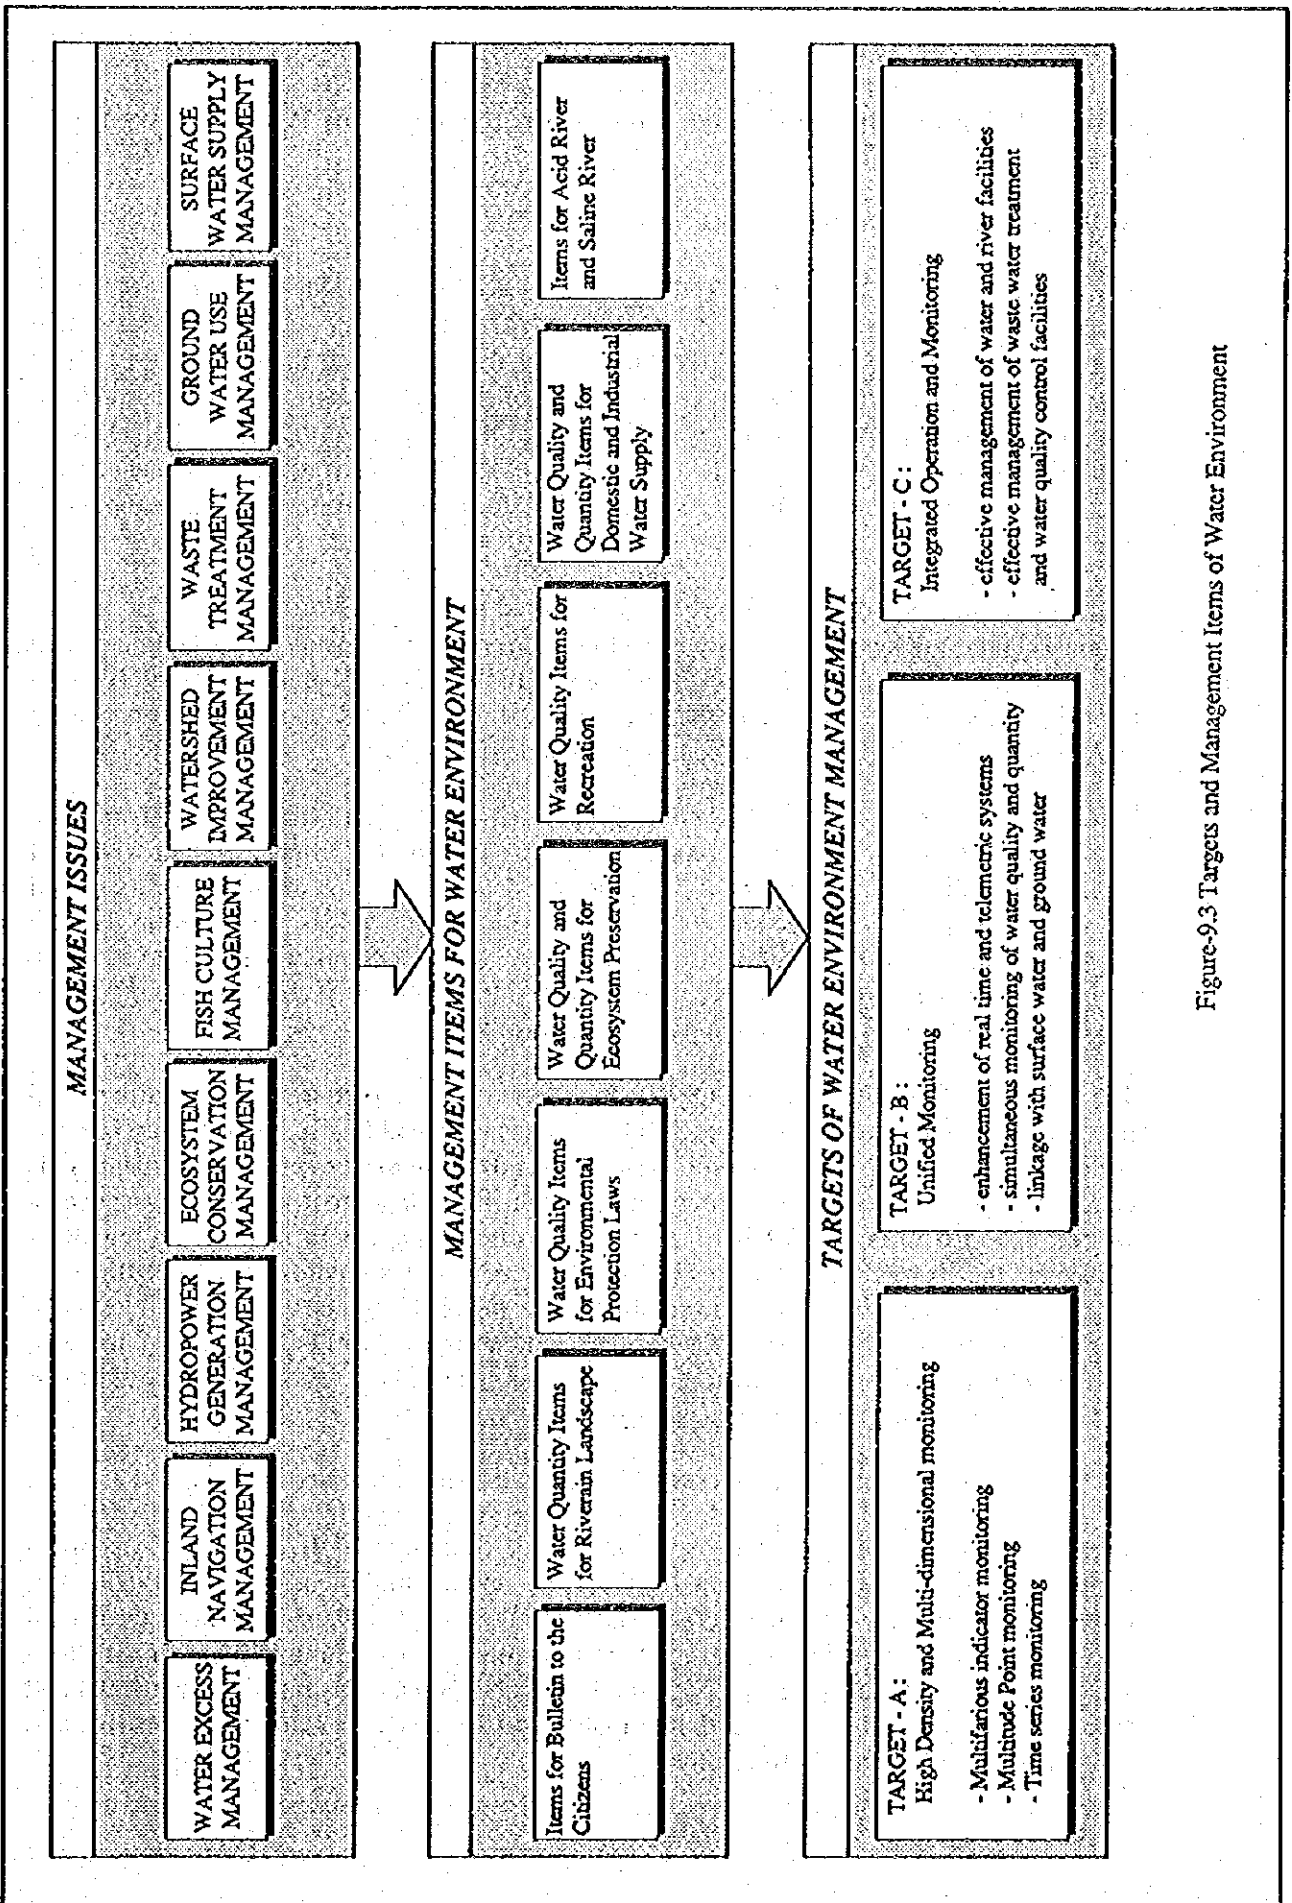 MANAGEMENT ISSUES
WATER EXCESS
MANAGEMENT
INLAND
NAVIGATION
MANAGEMENT
HYDROPOWER
GENERATION
MANAGEMENT
ECOSYSTEM
CONSERVATION
MANAGEMENT
FISH CULTURE
MANAGEMENT
WATERSHED
IMPROVEMENT
MANAGEMENT
WASTE
TREATMENT
MANAGEMENT
GROUND
WATER USE
MANAGEMENT
SURFACE
WATER SUPPLY
MANAGEMENT
MANAGEMENT ITEMS FOR WATER ENVIRONMENT
Items for Bulletin to the
Citizens
Water Quantity Items
for Riverain Landscape
Water Quality Items
for Environmental
Protection Laws
Water Quality and
Quantity Items for
Ecosystem Preservation
Water Quality Items for
Recreation
Water Quality and
Quantity Items for
Domestic and Industrial
Water Supply
Items for Acid River
and Saline River
TARGETS OF WATER ENVIRONMENT MANAGEMENT
TARGET - A :
High Density and Multi-dimensional monitoring
- Multifarious indicator monitoring
- Multitude Point monitoring
- Time series monitoring
TARGET - B :
Unified Monitoring
- enhancement of real time and telemetric systems
- simultaneous monitoring of water quality and quantity
- linkage with surface water and ground water
TARGET - C :
Integrated Operation and Monitoring
- effective management of water and river facilities
- effective management of waste water treatment
and water quality control facilities
Figure-9.3 Targets and Management Items of Water Environment